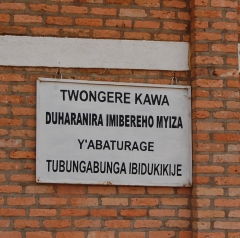 TWONGERE KAWA
DUHARANIRA IMIBEREHO MYIZA
Y'ABATURAGE
TUBUNGABUNGA IBIDUKIKIJE